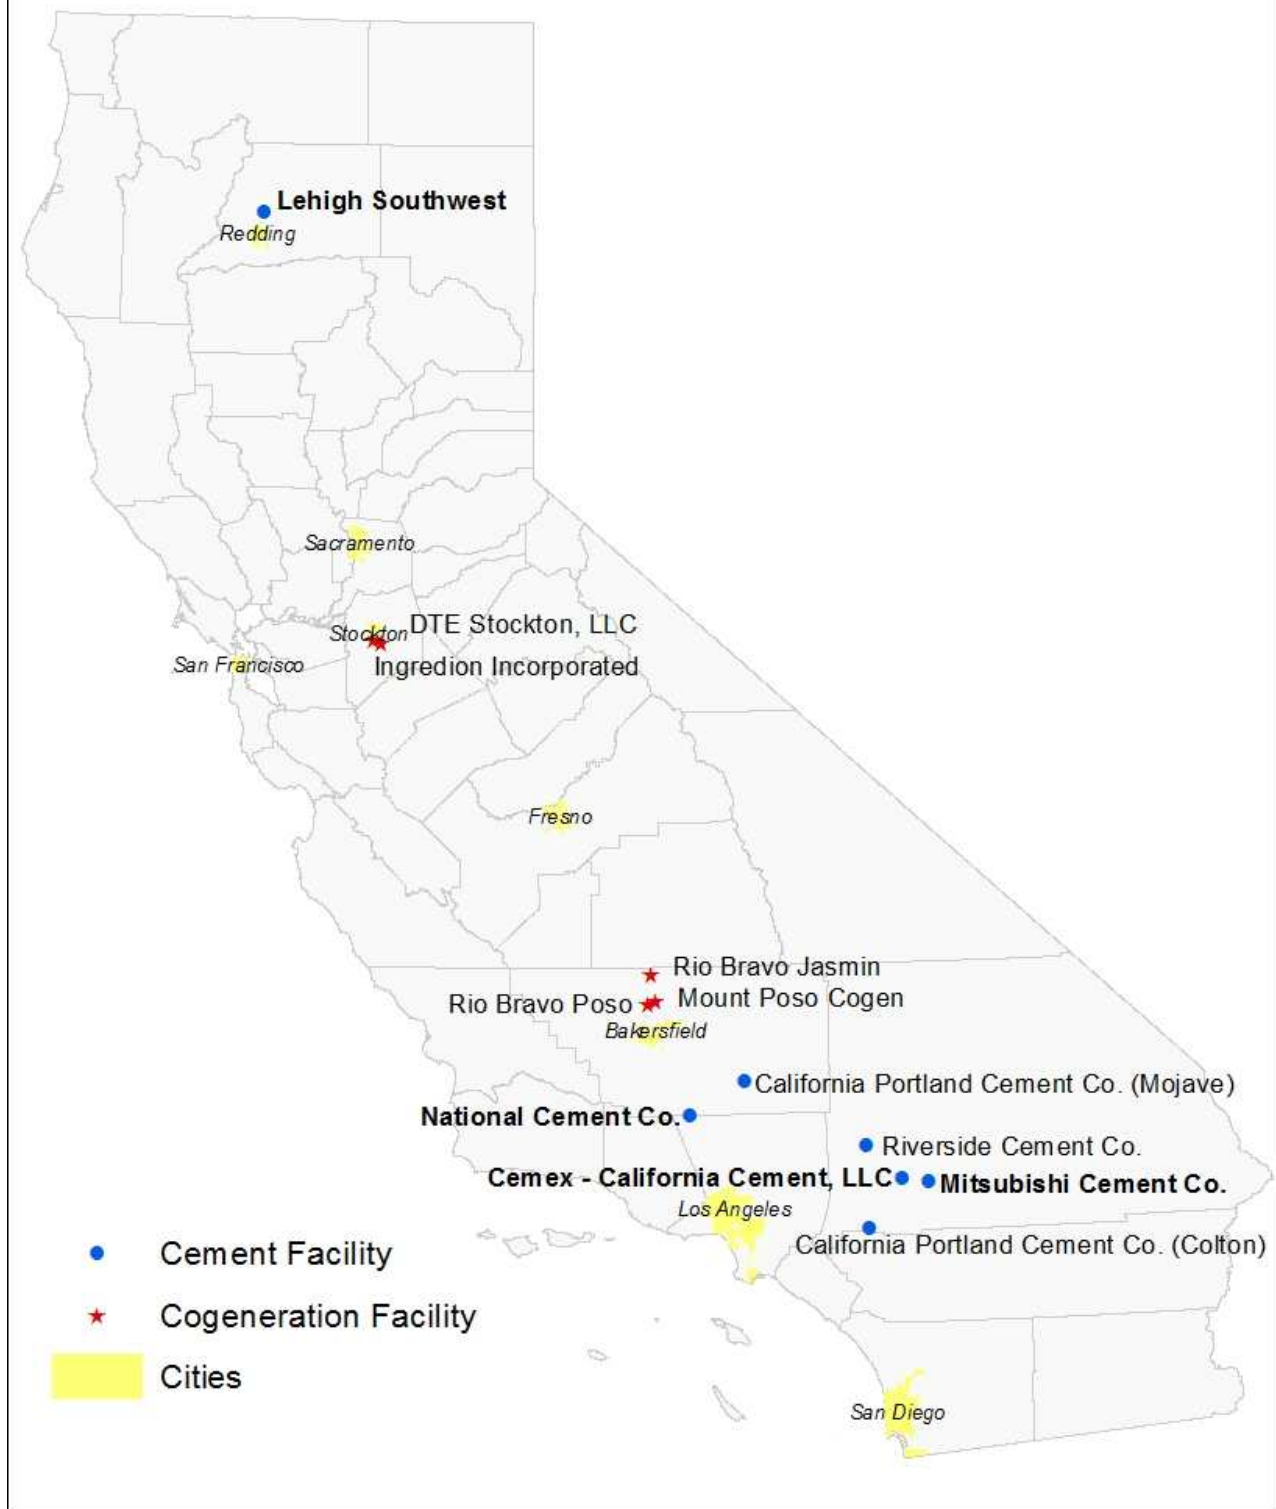 Lehigh Southwest
Redding
Sacramento
DTE Stockton, LLC
Stockton
San Francisco
Ingredion Incorporated
Fresno
Rio Bravo Jasmin
Rio Bravo Poso
Mount Poso Cogen
Bakersfield
California Portland Cement Co. (Mojave)
National Cement Co.
Riverside Cement Co.
Cemex - California Cement, LLC
Mitsubishi Cement Co.
Los Angeles
California Portland Cement Co. (Colton)
Cement Facility
Cogeneration Facility
Cities
San Diego